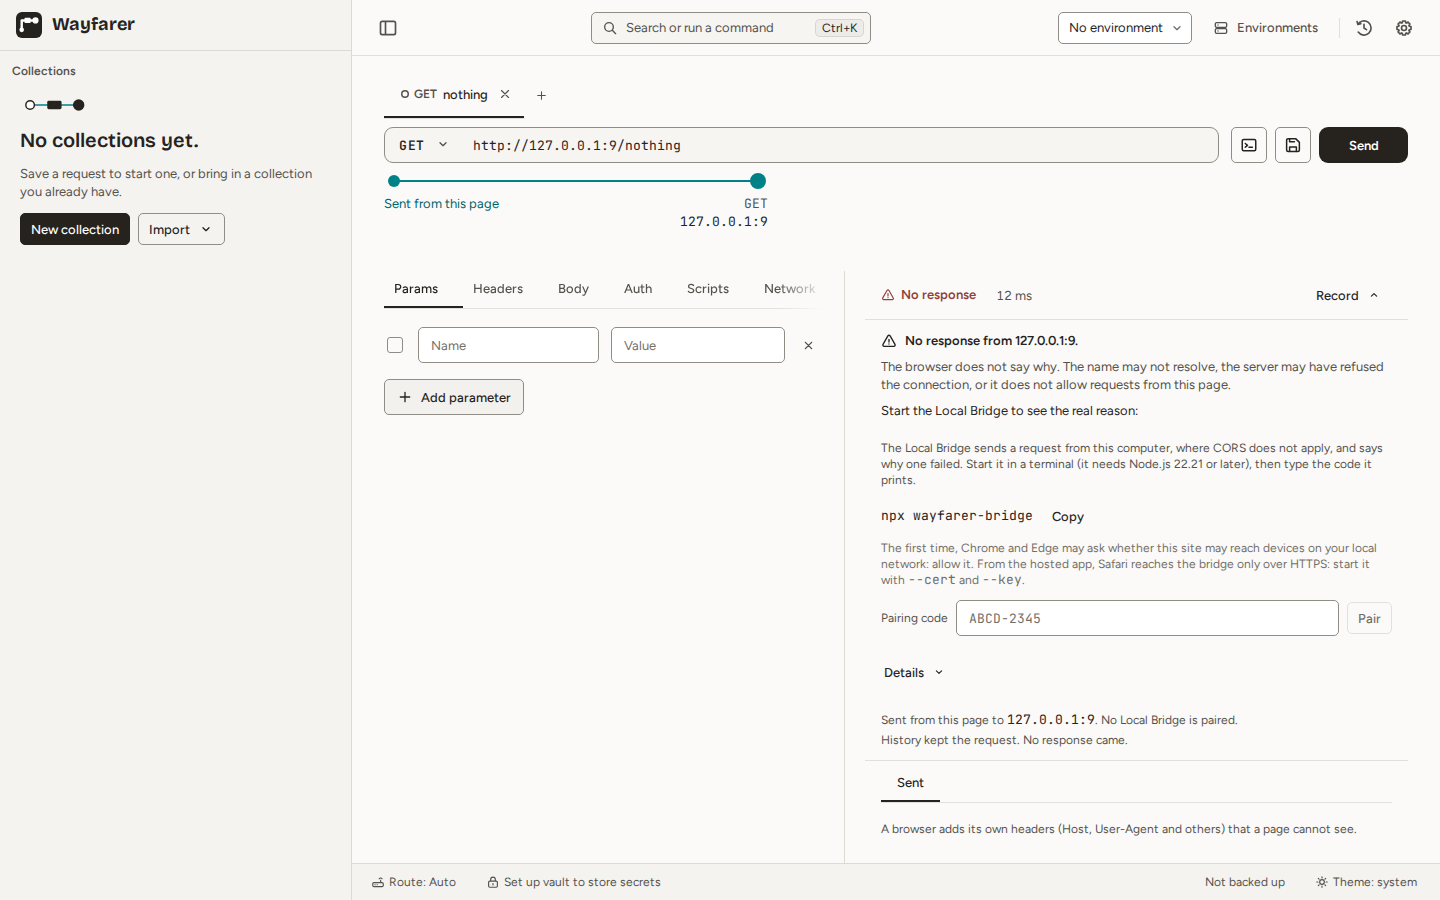 Wayfarer
Search or run a command Ctrl+K
No environment
Environments
Collections
GET nothing
No collections yet.
Save a request to start one, or bring in a collection
you already have.
New collection
Import
GET http://127.0.0.1:9/nothing
Send
Sent from this page
GET
127.0.0.1:9
Params Headers Body Auth Scripts Network
Name
Value
Add parameter
No response 12 ms
Record
No response from 127.0.0.1:9.
The browser does not say why. The name may not resolve, the server may have refused
the connection, or it does not allow requests from this page.
Start the Local Bridge to see the real reason:
The Local Bridge sends a request from this computer, where CORS does not apply, and says
why one failed. Start it in a terminal (it needs Node.js 22.21 or later), then type the code it
prints.
npx wayfarer-bridge Copy
The first time, Chrome and Edge may ask whether this site may reach devices on your local
network: allow it. From the hosted app, Safari reaches the bridge only over HTTPS: start it
with --cert and --key.
Pairing code ABCD-2345 Pair
Details
Sent from this page to 127.0.0.1:9. No Local Bridge is paired.
History kept the request. No response came.
Sent
A browser adds its own headers (Host, User-Agent and others) that a page cannot see.
Route: Auto
Set up vault to store secrets
Not backed up
Theme: system